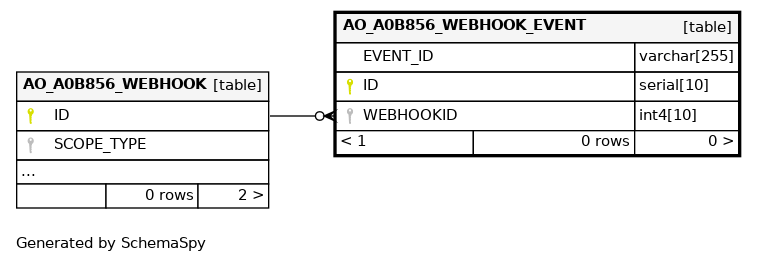 AO_A0B856_WEBHOOK_EVENT [table]
EVENT_ID varchar[255]
ID serial[10]
WEBHOOKID int4[10]
< 1 0 rows 0 >
AO_A0B856_WEBHOOK [table]
ID
SCOPE_TYPE
...
0 rows 2 >
Generated by SchemaSpy